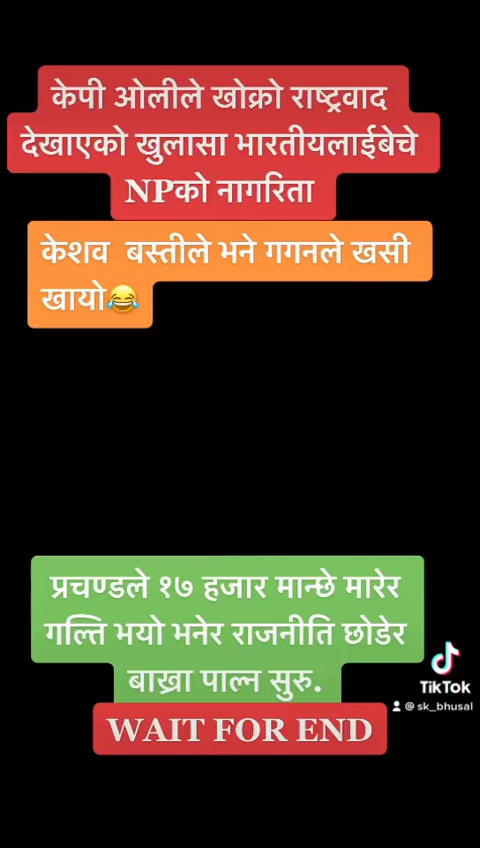 केपी ओलीले खोक्रो राष्ट्रवाद
देखाएको खुलासा भारतीयलाईबेचे
NPको नागरिता
केशव बस्तीले भने गगनले खसी
खायो😂
प्रचण्डले १७ हजार मान्छे मारेर
गल्ति भयो भनेर राजनीति छोडेर
बाख्रा पाल्न सुरु.
TikTok
@sk_bhusal
WAIT FOR END